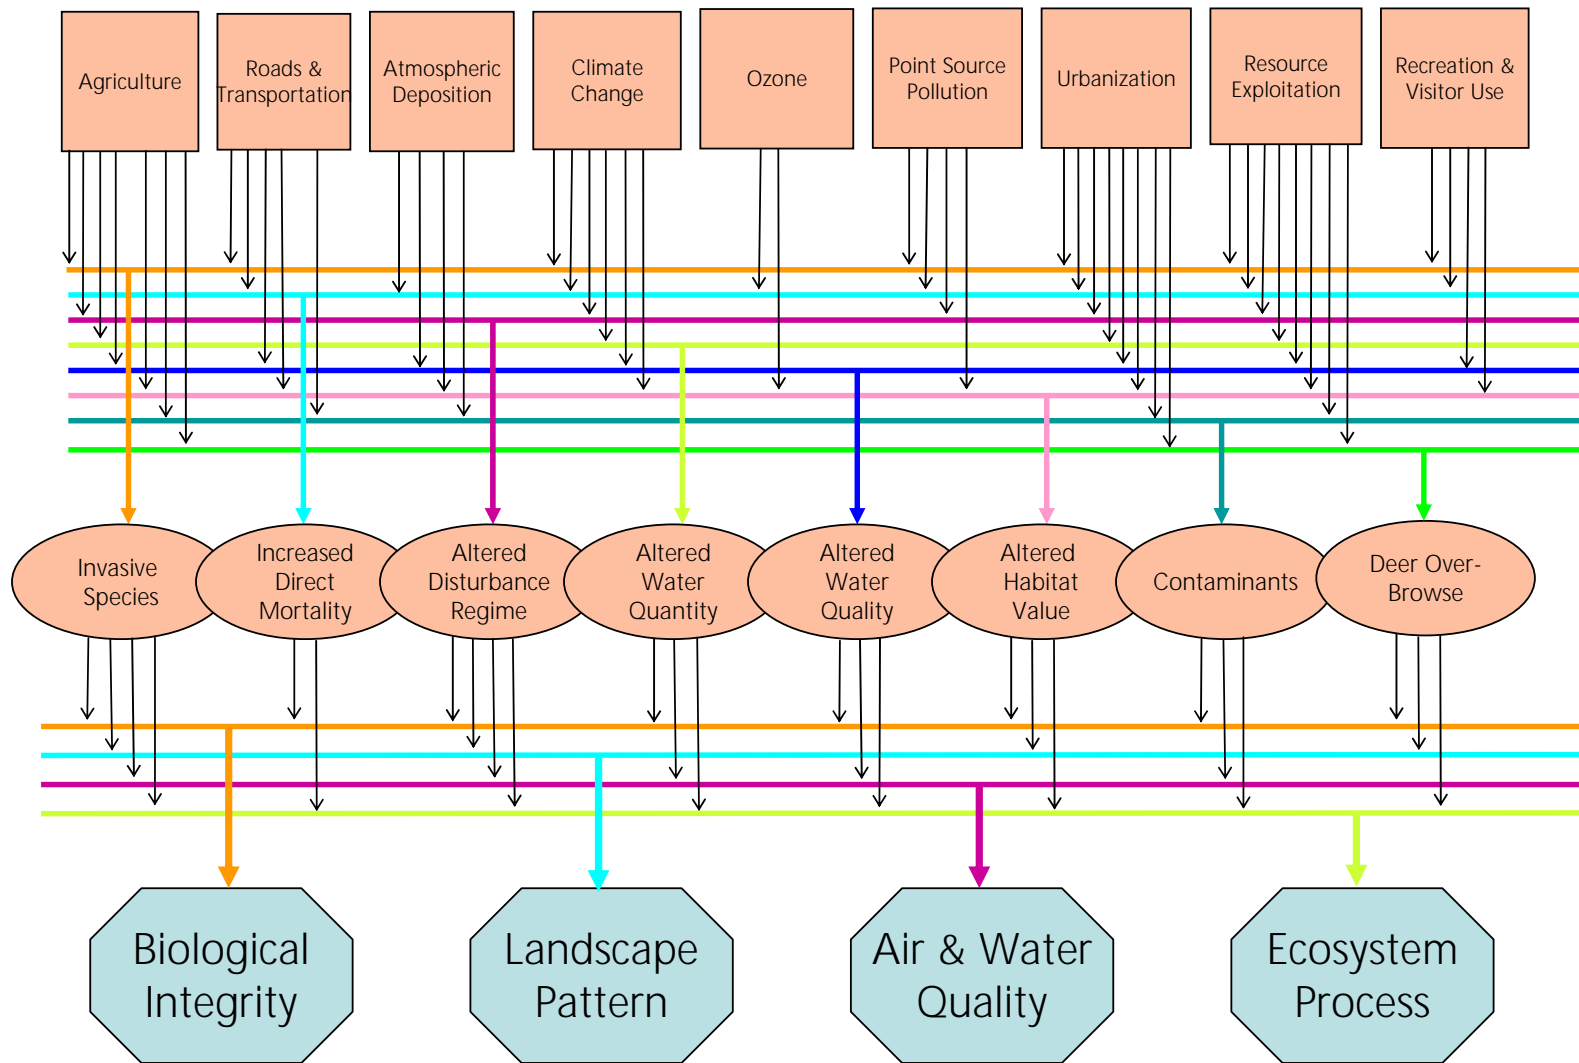 Agriculture
Roads &
Transportation
Atmospheric
Deposition
Climate
Change
Ozone
Point Source
Pollution
Urbanization
Resource
Exploitation
Recreation &
Visitor Use
Invasive
Species
Increased
Direct
Mortality
Altered
Disturbance
Regime
Altered
Water
Quantity
Altered
Water
Quality
Altered
Habitat
Value
Contaminants
Deer Over-
Browse
Biological
Integrity
Landscape
Pattern
Air & Water
Quality
Ecosystem
Process